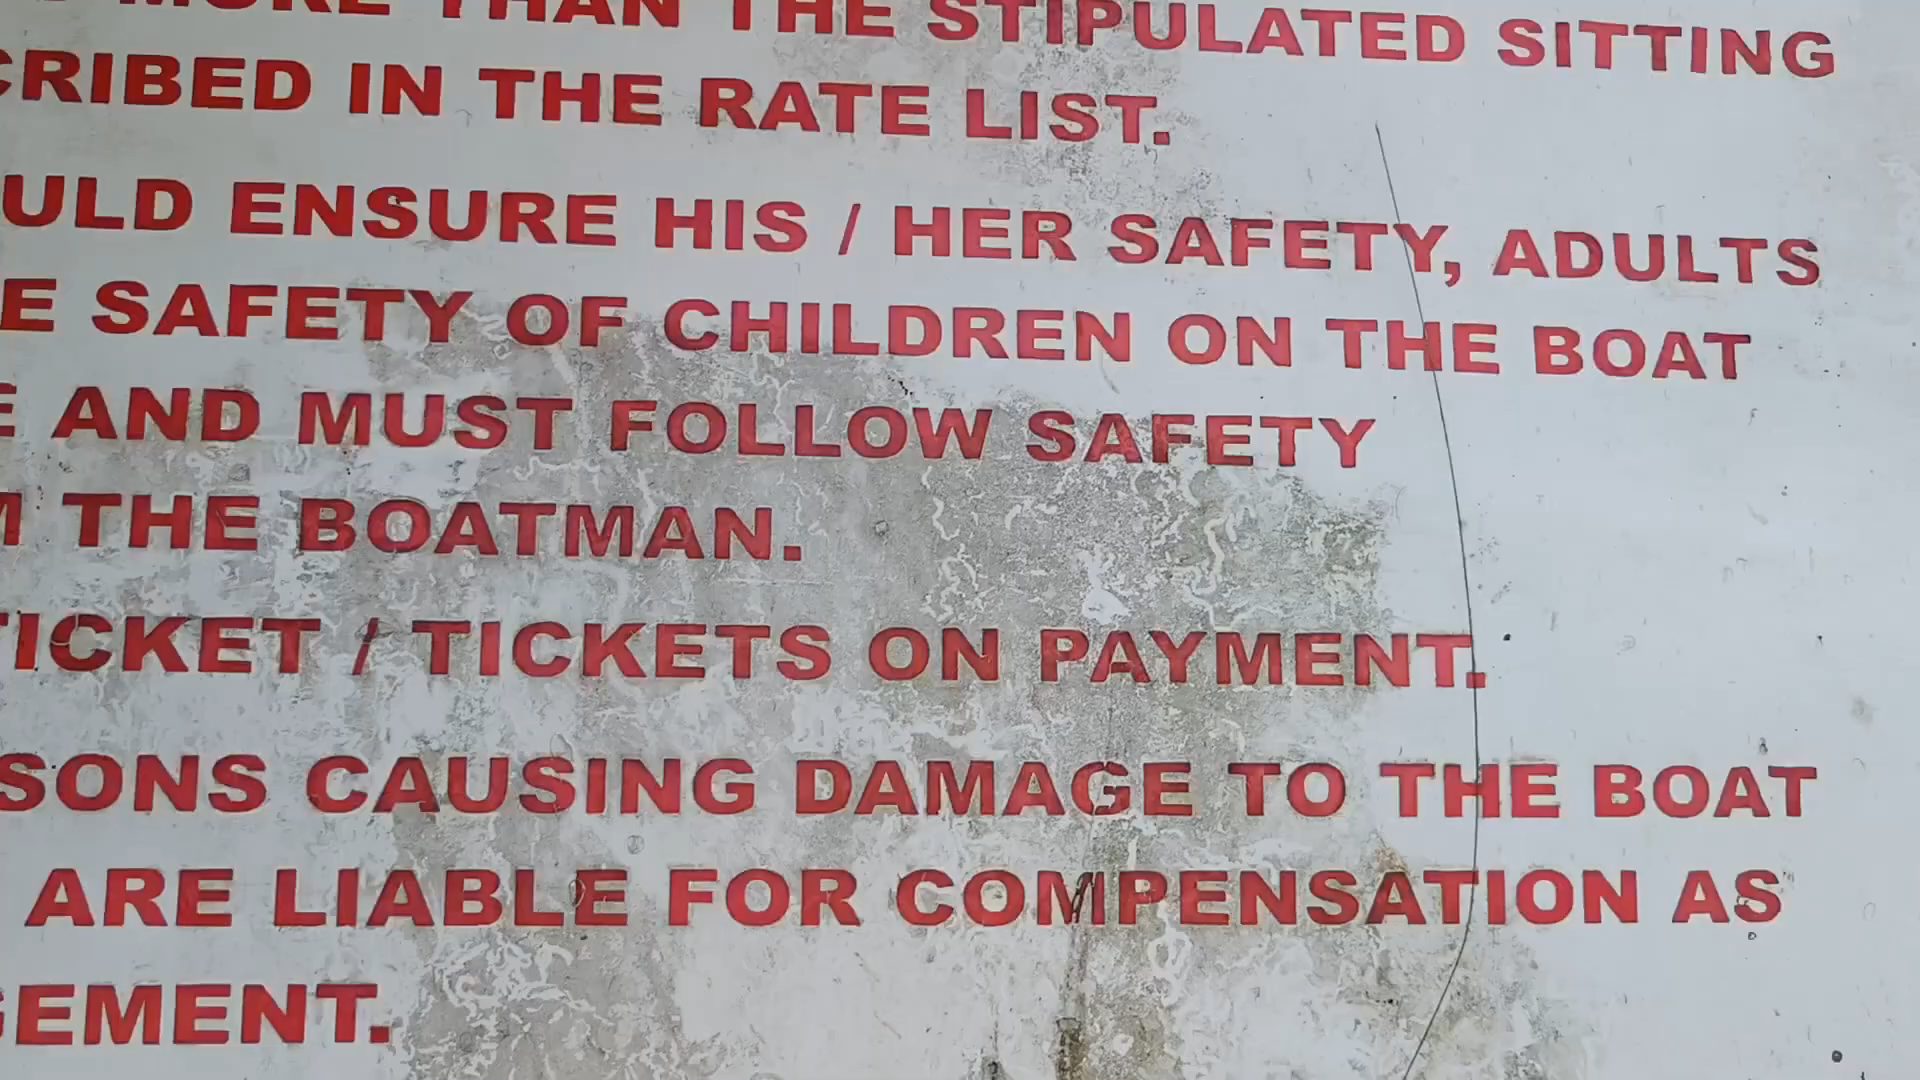 MORE THAN THE STIPULATED SITTING
CRIBED IN THE RATE LIST.
ULD ENSURE HIS / HER SAFETY, ADULTS
E SAFETY OF CHILDREN ON THE BOAT
E AND MUST FOLLOW SAFETY
M THE BOATMAN.
TICKET / TICKETS ON PAYMENT.
SONS CAUSING DAMAGE TO THE BOAT
ARE LIABLE FOR COMPENSATION AS
GEMENT.